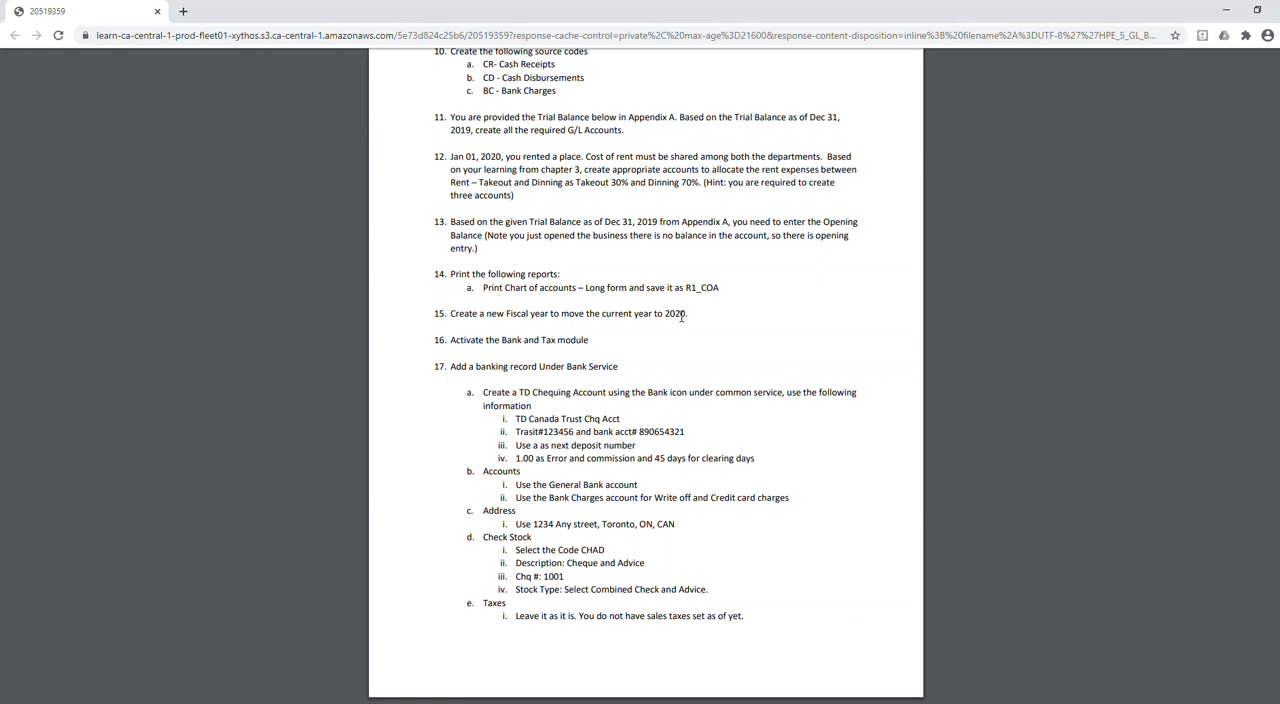 20519359
learn-ca-central-1-prod-fleet01-xythos.s3.ca-central-1.amazonaws.com/5e73d824c25b6/20519359?response-cache-control=private%2C%20max-age%3D21600&response-content-disposition=inline%3B%20filename%2A%3DUTF-8%27%27HPE_5_GL_B...
10. Create the following source codes
a. CR- Cash Receipts
b. CD - Cash Disbursements
c. BC - Bank Charges
11. You are provided the Trial Balance below in Appendix A. Based on the Trial Balance as of Dec 31,
2019, create all the required G/L Accounts.
12. Jan 01, 2020, you rented a place. Cost of rent must be shared among both the departments. Based
on your learning from chapter 3, create appropriate accounts to allocate the rent expenses between
Rent – Takeout and Dinning as Takeout 30% and Dinning 70%. (Hint: you are required to create
three accounts)
13. Based on the given Trial Balance as of Dec 31, 2019 from Appendix A, you need to enter the Opening
Balance (Note you just opened the business there is no balance in the account, so there is opening
entry.)
14. Print the following reports:
a. Print Chart of accounts – Long form and save it as R1_COA
15. Create a new Fiscal year to move the current year to 2020.
16. Activate the Bank and Tax module
17. Add a banking record Under Bank Service
a. Create a TD Chequing Account using the Bank icon under common service, use the following
information
i. TD Canada Trust Chq Acct
ii. Trasit#123456 and bank acct# 890654321
iii. Use a as next deposit number
iv. 1.00 as Error and commission and 45 days for clearing days
b. Accounts
i. Use the General Bank account
ii. Use the Bank Charges account for Write off and Credit card charges
c. Address
i. Use 1234 Any street, Toronto, ON, CAN
d. Check Stock
i. Select the Code CHAD
ii. Description: Cheque and Advice
iii. Chq #: 1001
iv. Stock Type: Select Combined Check and Advice.
e. Taxes
i. Leave it as it is. You do not have sales taxes set as of yet.